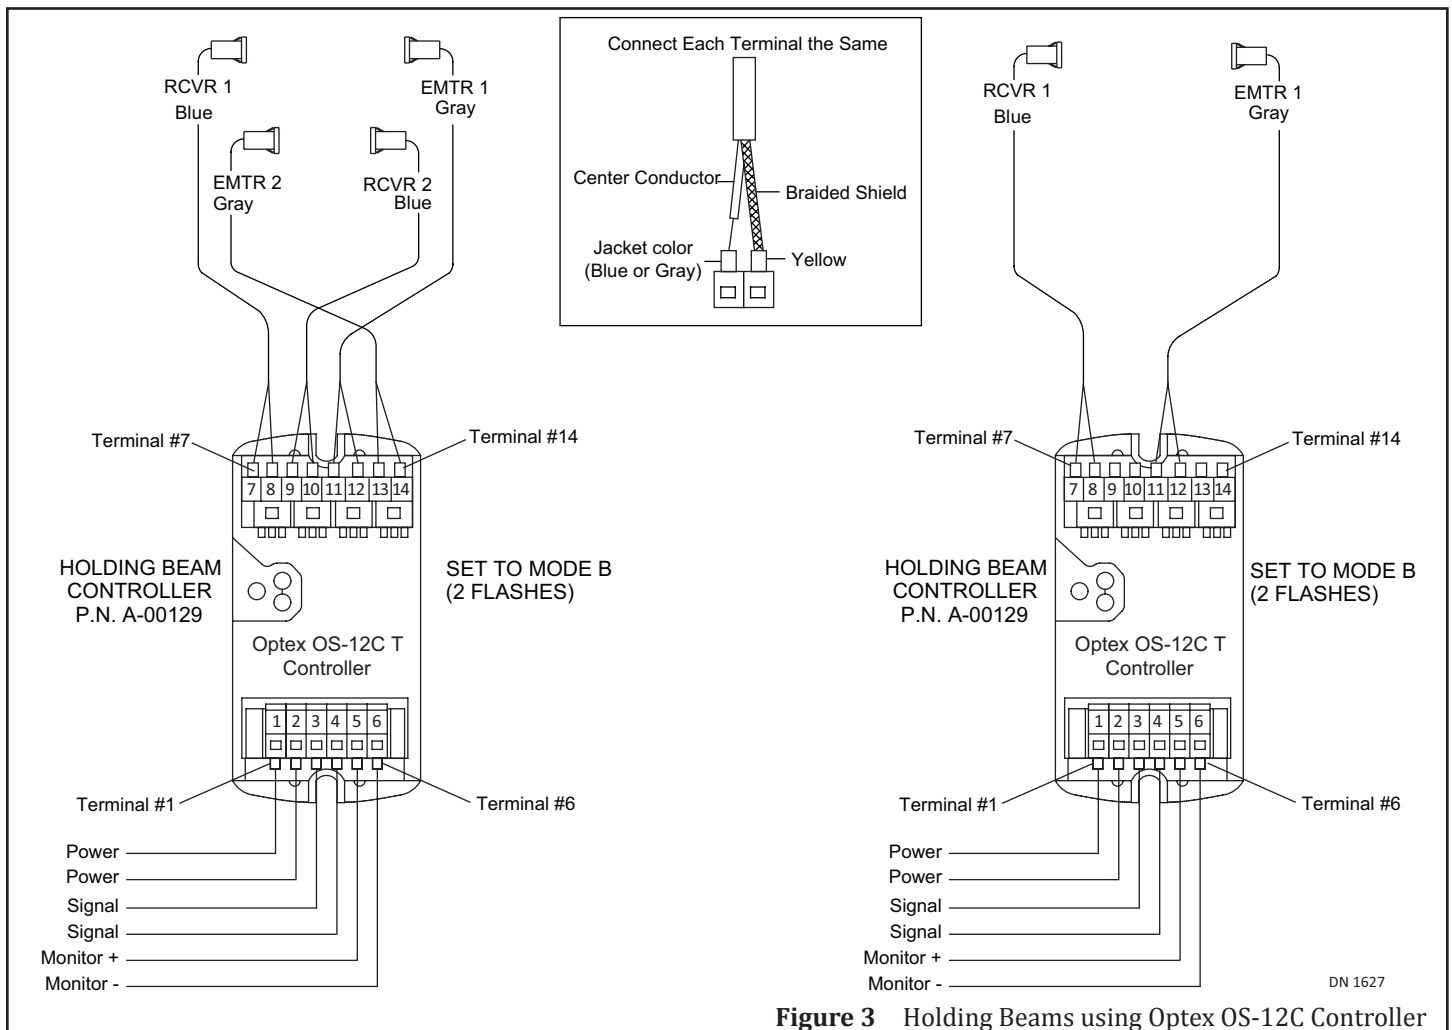 RCVR 1
Blue
EMTR 1
Gray
EMTR 2
Gray
RCVR 2
Blue
Terminal #7
Terminal #14
7 8 9 10 11 12 13 14
HOLDING BEAM
CONTROLLER
P.N. A-00129
SET TO MODE B
(2 FLASHES)
Optex OS-12C T
Controller
1 2 3 4 5 6
Terminal #1
Terminal #6
Power
Power
Signal
Signal
Monitor +
Monitor -
Connect Each Terminal the Same
Center Conductor
Braided Shield
Jacket color
(Blue or Gray)
Yellow
RCVR 1
Blue
EMTR 1
Gray
Terminal #7
Terminal #14
7 8 9 10 11 12 13 14
HOLDING BEAM
CONTROLLER
P.N. A-00129
SET TO MODE B
(2 FLASHES)
Optex OS-12C T
Controller
1 2 3 4 5 6
Terminal #1
Terminal #6
Power
Power
Signal
Signal
Monitor +
Monitor -
DN 1627
Figure 3 Holding Beams using Optex OS-12C Controller